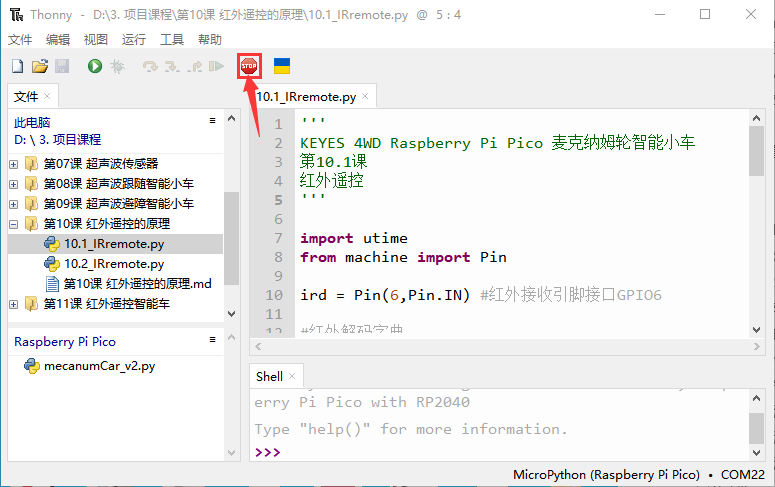 Thonny - D:\3. 项目课程\第10课 红外遥控的原理\10.1_IRremote.py @ 5 : 4
文件 编辑 视图 运行 工具 帮助
STOP
文件
此电脑
D: \ 3. 项目课程
第07课 超声波传感器
第08课 超声波跟随智能小车
第09课 超声波避障智能小车
第10课 红外遥控的原理
10.1_IRremote.py
10.2_IRremote.py
第10课 红外遥控的原理.md
第11课 红外遥控智能车
Raspberry Pi Pico
mecanumCar_v2.py
10.1_IRremote.py
1 '''
2 KEYES 4WD Raspberry Pi Pico 麦克纳姆轮智能小车
3 第10.1课
4 红外遥控
5 '''
6
7 import utime
8 from machine import Pin
9
10 ird = Pin(6,Pin.IN) #红外接收引脚接口GPIO6
11
12 #红外解码字典
Shell
erry Pi Pico with RP2040
Type "help()" for more information.
>>>
MicroPython (Raspberry Pi Pico) • COM22